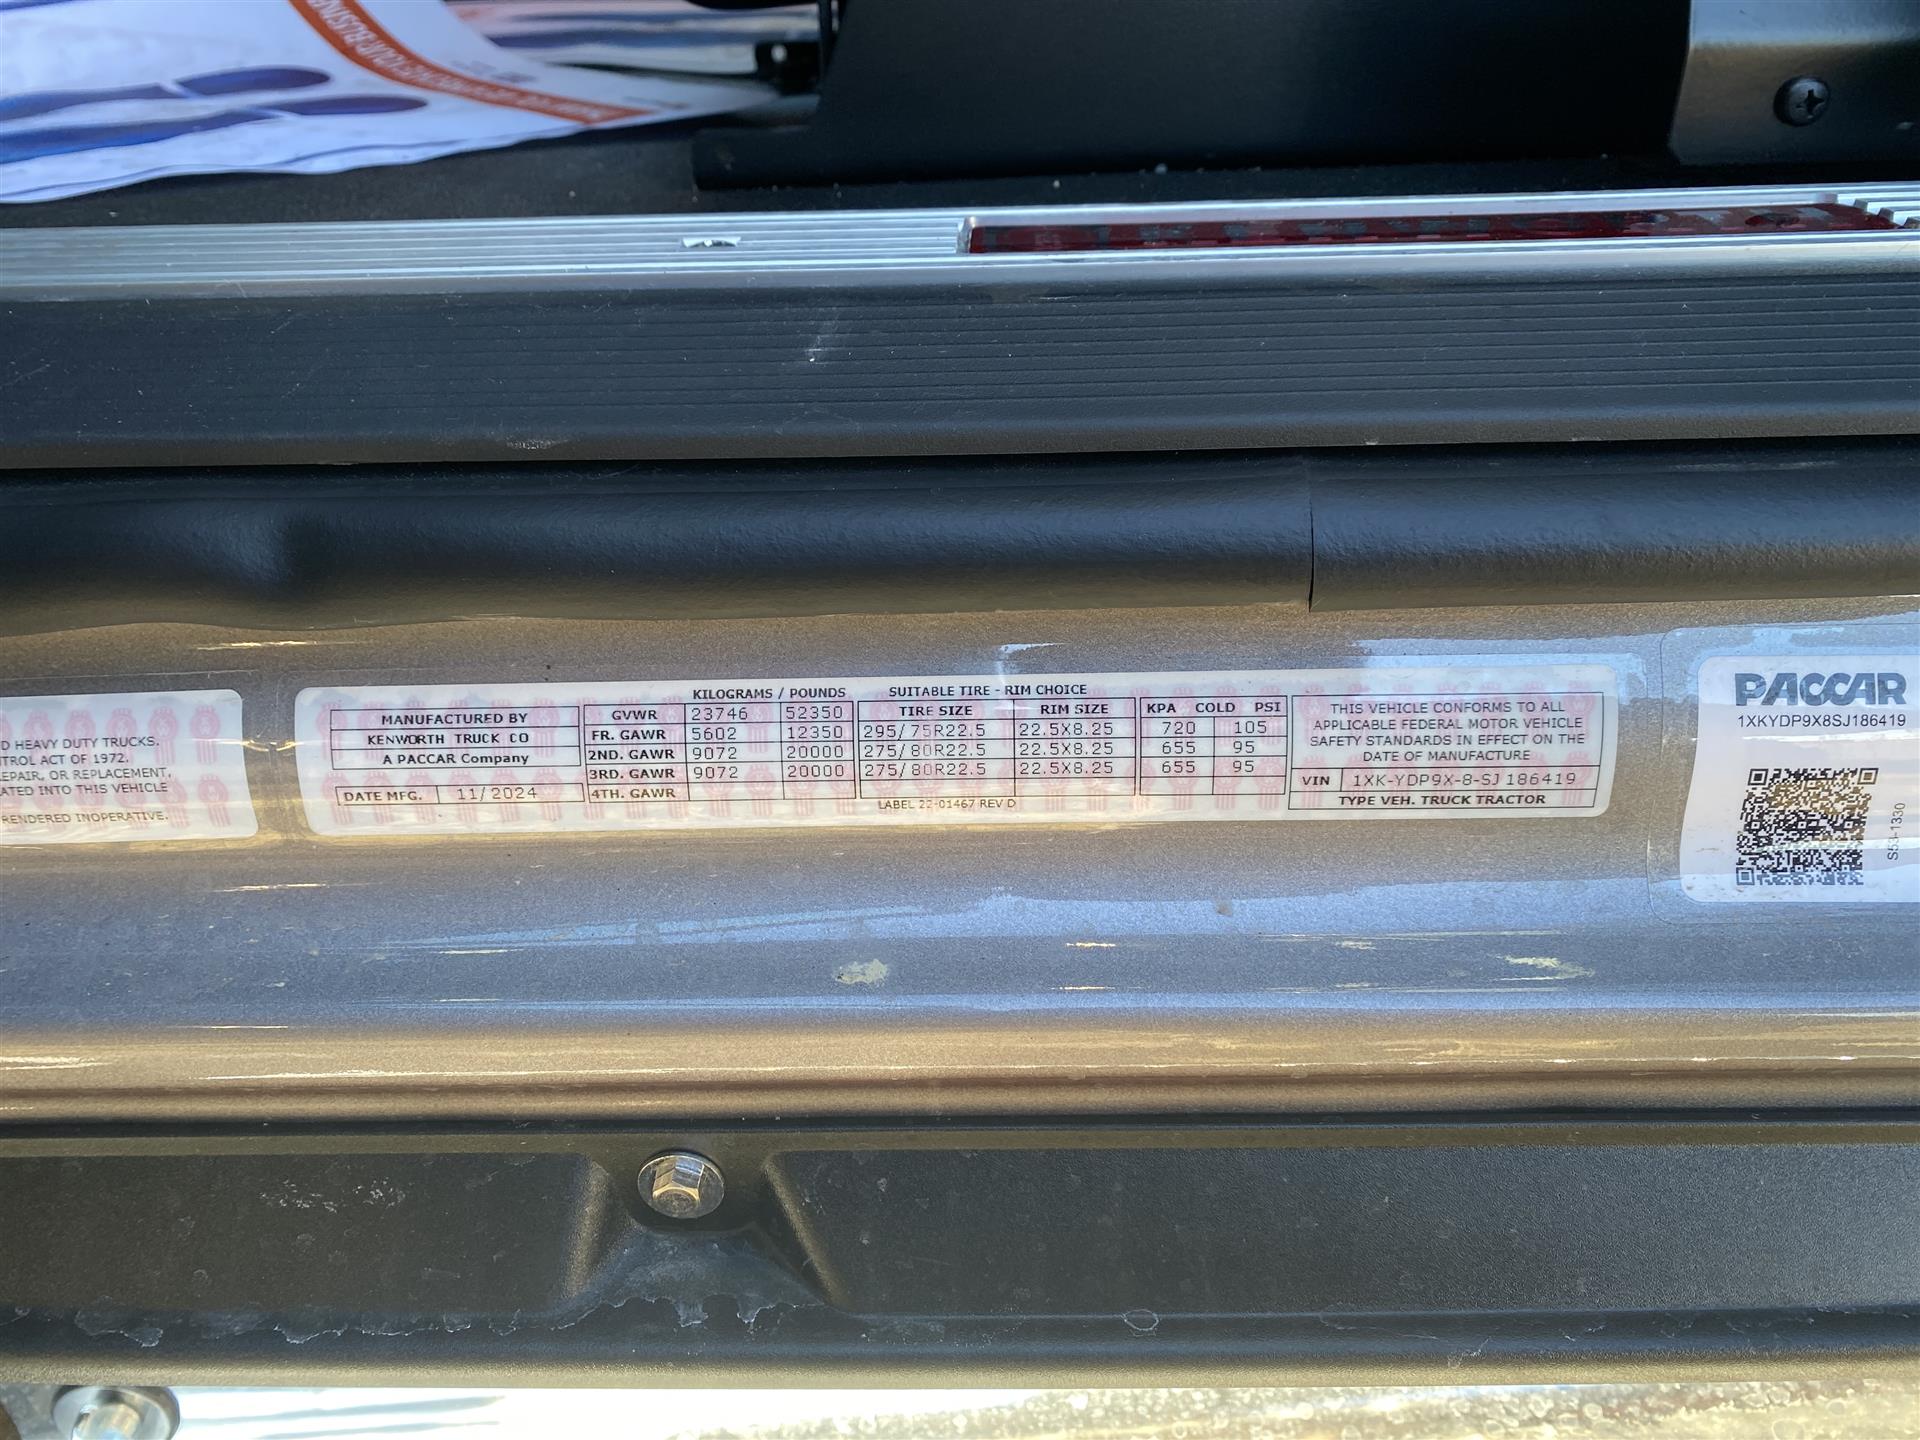 D HEAVY DUTY TRUCKS.
TROL ACT OF 1972.
REPAIR, OR REPLACEMENT,
ATED INTO THIS VEHICLE
RENDERED INOPERATIVE.
KILOGRAMS / POUNDS SUITABLE TIRE - RIM CHOICE
MANUFACTURED BY
KENWORTH TRUCK CO
A PACCAR Company
DATE MFG. 11/2024
GVWR 23746 52350 TIRE SIZE RIM SIZE KPA COLD PSI
FR. GAWR 5602 12350 295/75R22.5 22.5X8.25 720 105
2ND. GAWR 9072 20000 275/80R22.5 22.5X8.25 655 95
3RD. GAWR 9072 20000 275/80R22.5 22.5X8.25 655 95
4TH. GAWR
LABEL 22-01467 REV D
THIS VEHICLE CONFORMS TO ALL
APPLICABLE FEDERAL MOTOR VEHICLE
SAFETY STANDARDS IN EFFECT ON THE
DATE OF MANUFACTURE
VIN 1XK-YDP9X-8-SJ186419
TYPE VEH. TRUCK TRACTOR
PACCAR
1XKYDP9X8SJ186419
S53-1330